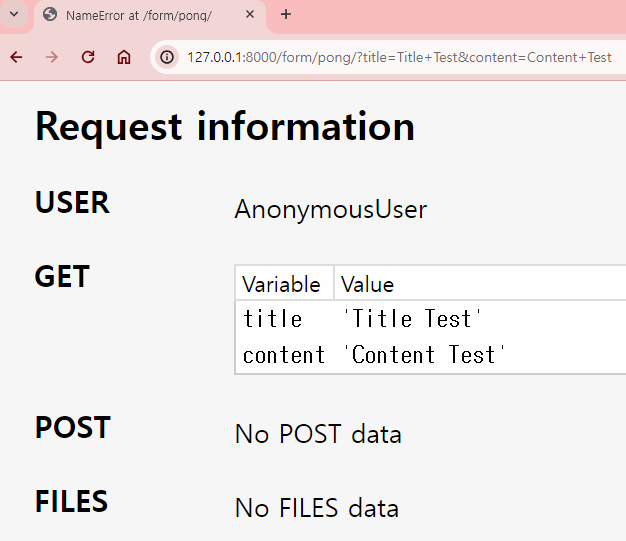 NameError at /form/pong/
127.0.0.1:8000/form/pong/?title=Title+Test&content=Content+Test
Request information
USER AnonymousUser
GET
Variable Value
title 'Title Test'
content 'Content Test'
POST No POST data
FILES No FILES data